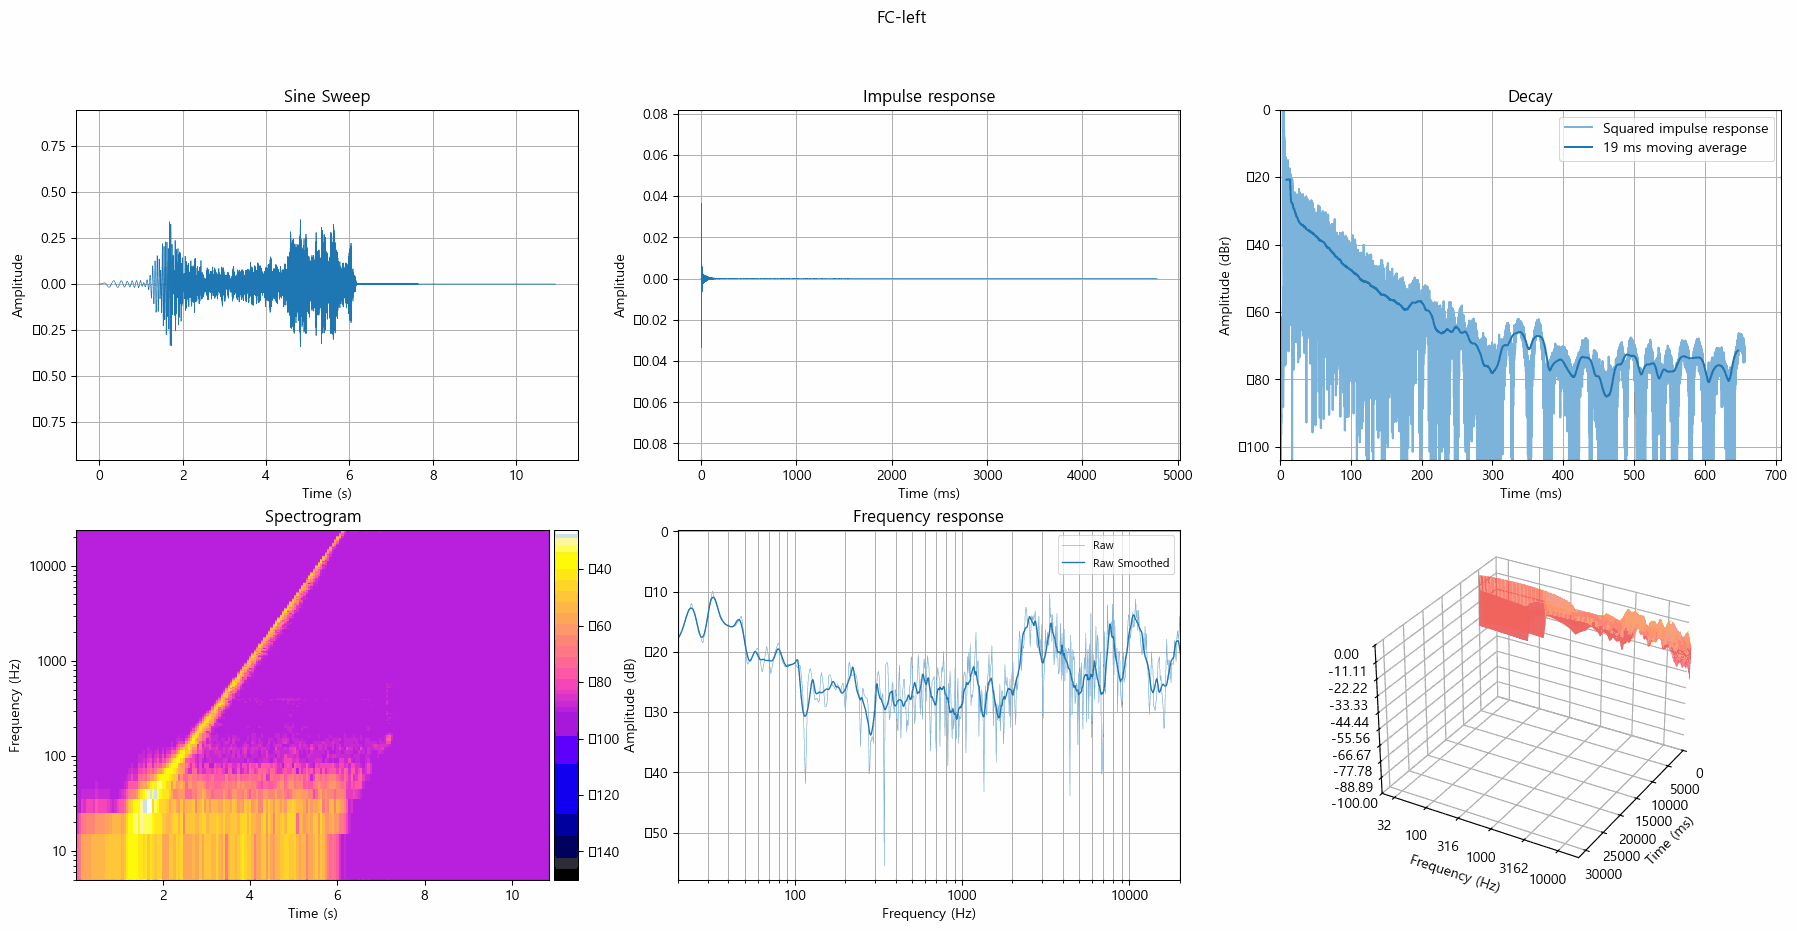 FC-left
Sine Sweep
0.75
0.50
0.25
0.00
▯0.25
▯0.50
▯0.75
Amplitude
0 2 4 6 8 10
Time (s)
Impulse response
0.08
0.06
0.04
0.02
0.00
▯0.02
▯0.04
▯0.06
▯0.08
Amplitude
0 1000 2000 3000 4000 5000
Time (ms)
Decay
Squared impulse response
19 ms moving average
0
▯20
▯40
▯60
▯80
▯100
Amplitude (dBr)
0 100 200 300 400 500 600 700
Time (ms)
Spectrogram
10000
1000
100
10
Frequency (Hz)
2 4 6 8 10
Time (s)
▯40
▯60
▯80
▯100
▯120
▯140
Frequency response
Raw
Raw Smoothed
0
▯10
▯20
▯30
▯40
▯50
Amplitude (dB)
100 1000 10000
Frequency (Hz)
0.00
-11.11
-22.22
-33.33
-44.44
-55.56
-66.67
-77.78
-88.89
-100.00
32 100 316 1000 3162 10000
Frequency (Hz)
0
5000
10000
15000
20000
25000
30000
Time (ms)